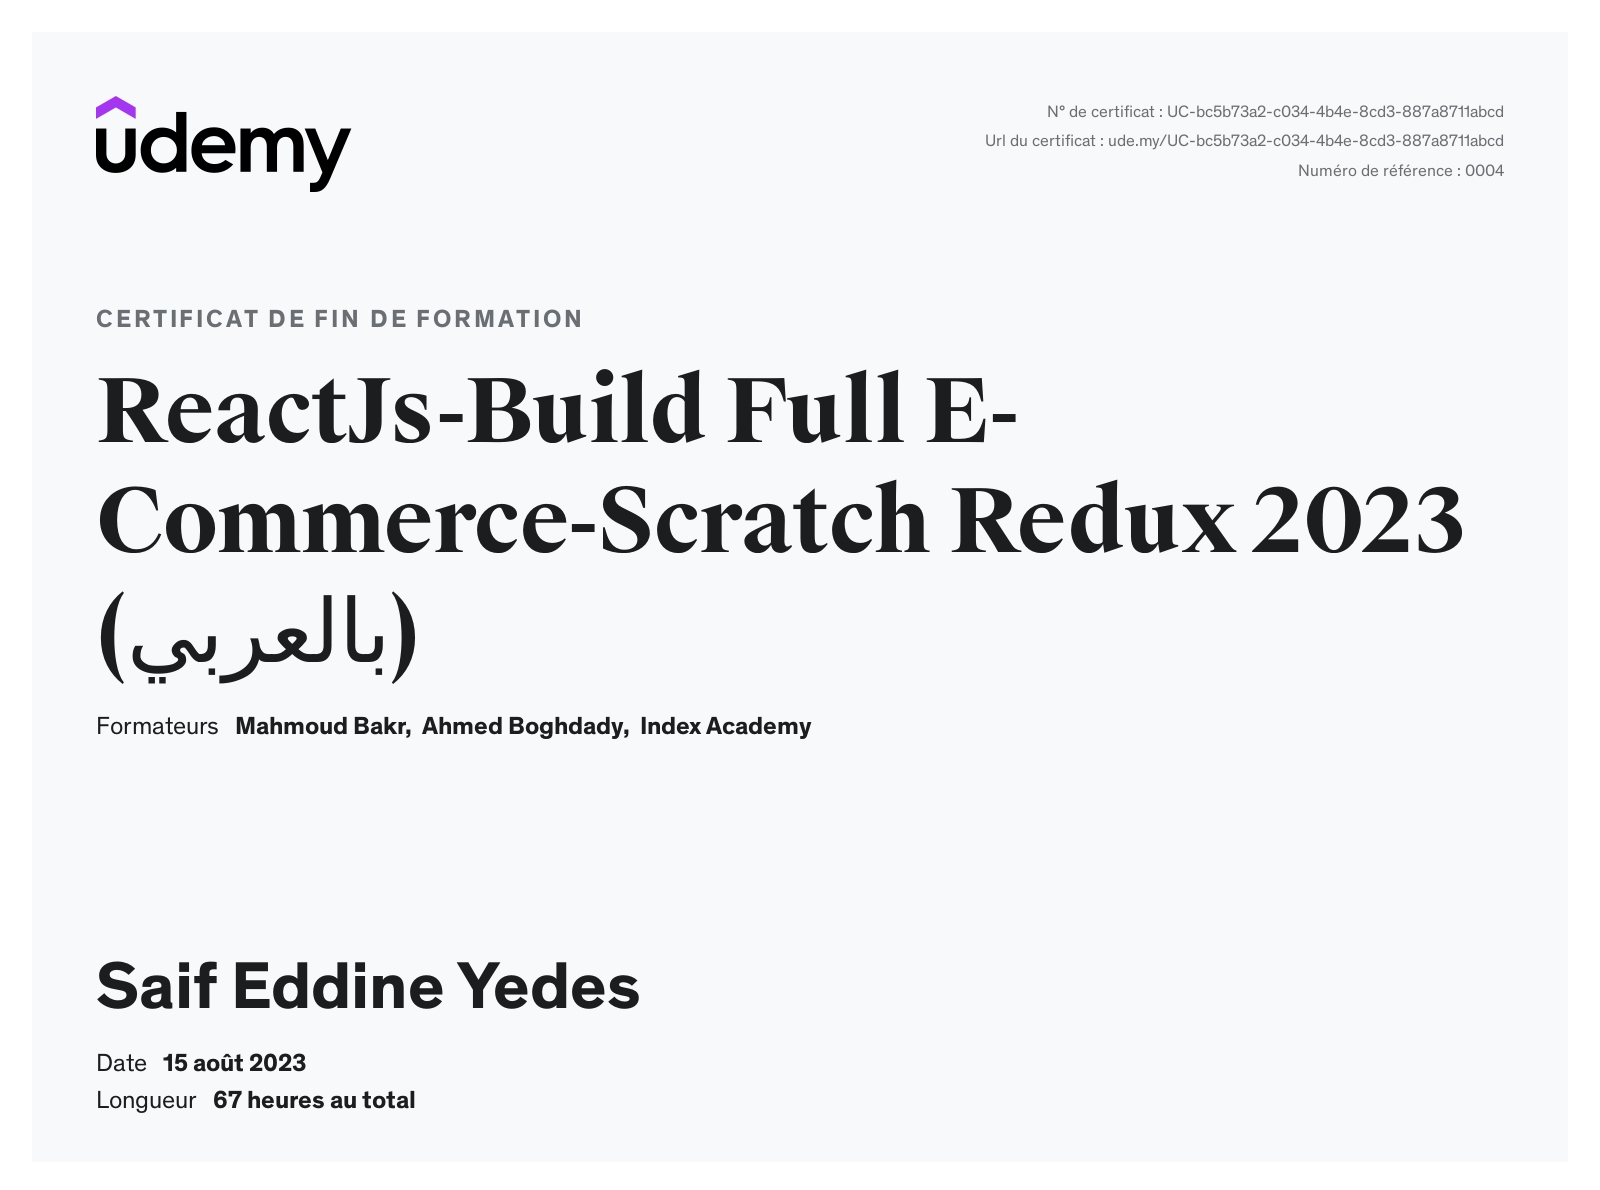 udemy
N° de certificat : UC-bc5b73a2-c034-4b4e-8cd3-887a8711abcd
Url du certificat : ude.my/UC-bc5b73a2-c034-4b4e-8cd3-887a8711abcd
Numéro de référence : 0004
CERTIFICAT DE FIN DE FORMATION
ReactJs-Build Full E-
Commerce-Scratch Redux 2023
(بالعربي)
Formateurs Mahmoud Bakr, Ahmed Boghdady, Index Academy
Saif Eddine Yedes
Date 15 août 2023
Longueur 67 heures au total